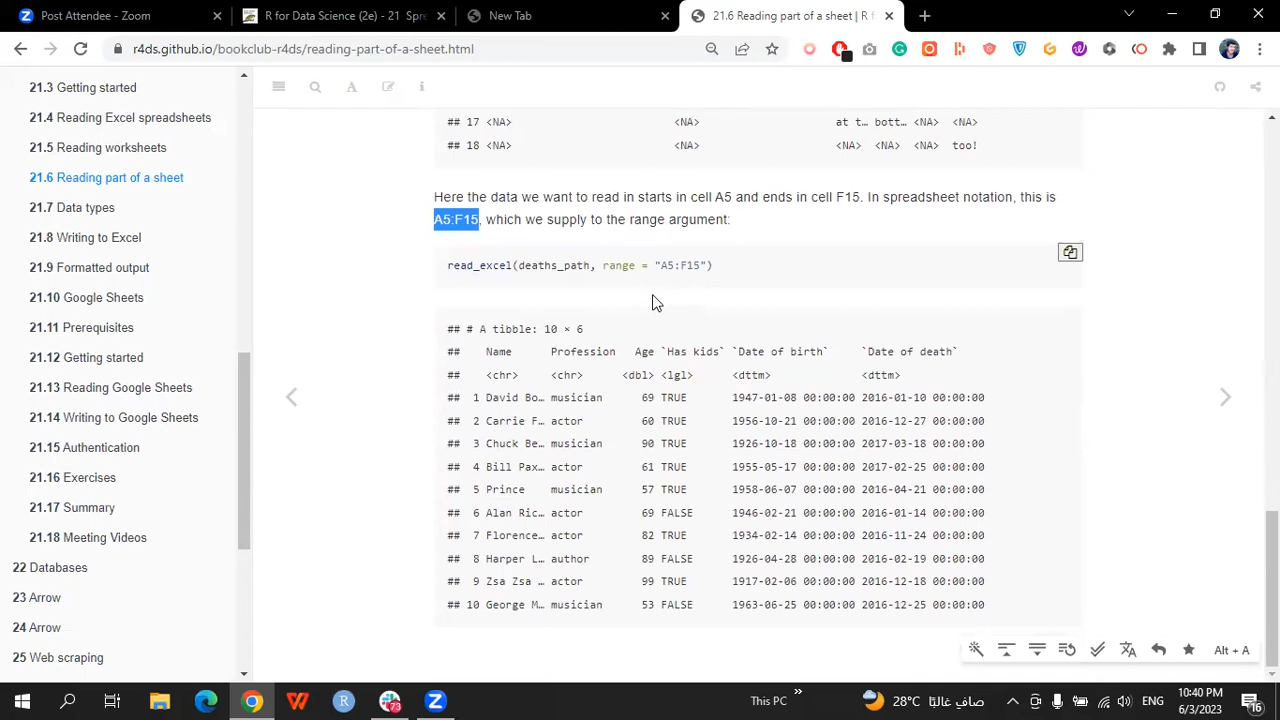 Post Attendee - Zoom
R for Data Science (2e) - 21 Spre
New Tab
21.6 Reading part of a sheet | R f
r4ds.github.io/bookclub-r4ds/reading-part-of-a-sheet.html
21.3 Getting started
21.4 Reading Excel spreadsheets
21.5 Reading worksheets
21.6 Reading part of a sheet
21.7 Data types
21.8 Writing to Excel
21.9 Formatted output
21.10 Google Sheets
21.11 Prerequisites
21.12 Getting started
21.13 Reading Google Sheets
21.14 Writing to Google Sheets
21.15 Authentication
21.16 Exercises
21.17 Summary
21.18 Meeting Videos
22 Databases
23 Arrow
24 Arrow
25 Web scraping
## 17 <NA> <NA> at t… bott… <NA> <NA>
## 18 <NA> <NA> <NA> <NA> <NA> too!
Here the data we want to read in starts in cell A5 and ends in cell F15. In spreadsheet notation, this is
A5:F15, which we supply to the range argument:
read_excel(deaths_path, range = "A5:F15")
## # A tibble: 10 × 6
## Name Profession Age `Has kids` `Date of birth` `Date of death`
## <chr> <chr> <dbl> <lgl> <dttm> <dttm>
## 1 David Bo… musician 69 TRUE 1947-01-08 00:00:00 2016-01-10 00:00:00
## 2 Carrie F… actor 60 TRUE 1956-10-21 00:00:00 2016-12-27 00:00:00
## 3 Chuck Be… musician 90 TRUE 1926-10-18 00:00:00 2017-03-18 00:00:00
## 4 Bill Pax… actor 61 TRUE 1955-05-17 00:00:00 2017-02-25 00:00:00
## 5 Prince musician 57 TRUE 1958-06-07 00:00:00 2016-04-21 00:00:00
## 6 Alan Ric… actor 69 FALSE 1946-02-21 00:00:00 2016-01-14 00:00:00
## 7 Florence… actor 82 TRUE 1934-02-14 00:00:00 2016-11-24 00:00:00
## 8 Harper L… author 89 FALSE 1926-04-28 00:00:00 2016-02-19 00:00:00
## 9 Zsa Zsa … actor 99 TRUE 1917-02-06 00:00:00 2016-12-18 00:00:00
## 10 George M… musician 53 FALSE 1963-06-25 00:00:00 2016-12-25 00:00:00
Alt + A
73
This PC
28°C صافٍ غالبًا
ENG
10:40 PM
6/3/2023
16